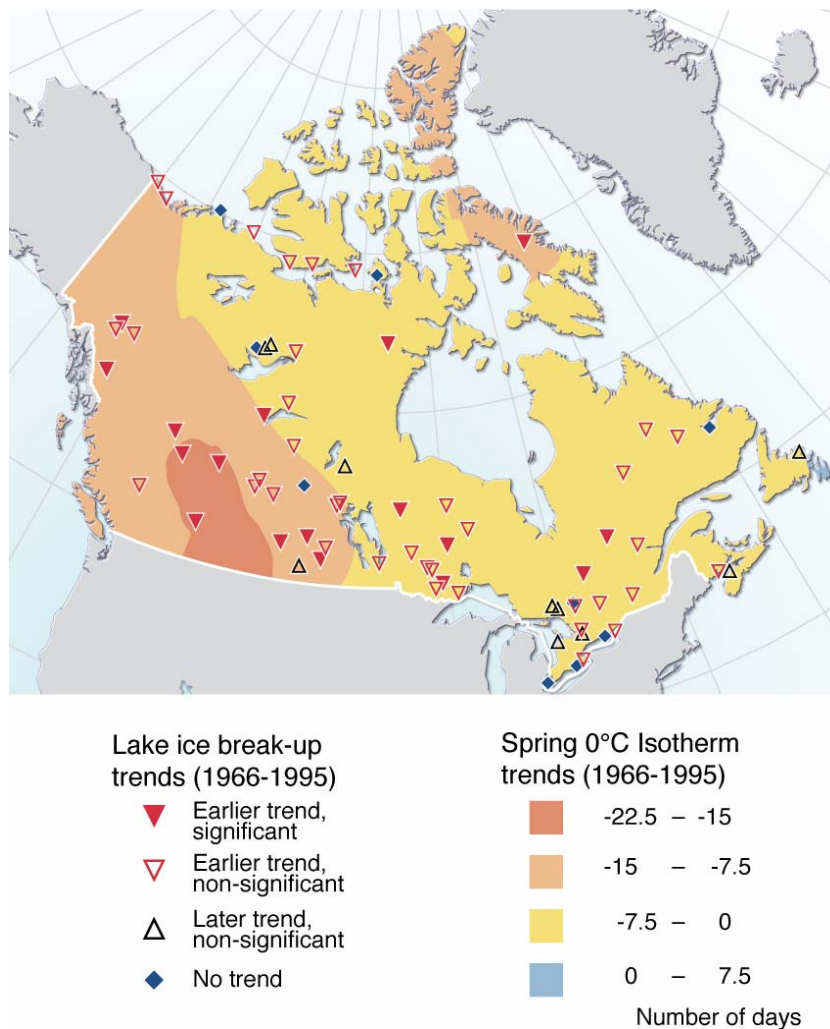 Lake ice break-up
trends (1966-1995)
Earlier trend,
significant
Earlier trend,
non-significant
Later trend,
non-significant
No trend
Spring 0°C Isotherm
trends (1966-1995)
-22.5 – -15
-15 – -7.5
-7.5 – 0
0 – 7.5
Number of days